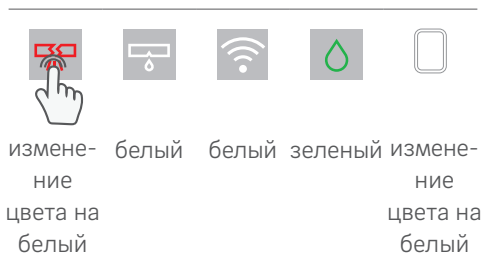 измене-
ние
цвета на
белый
белый
белый
зеленый
измене-
ние
цвета на
белый